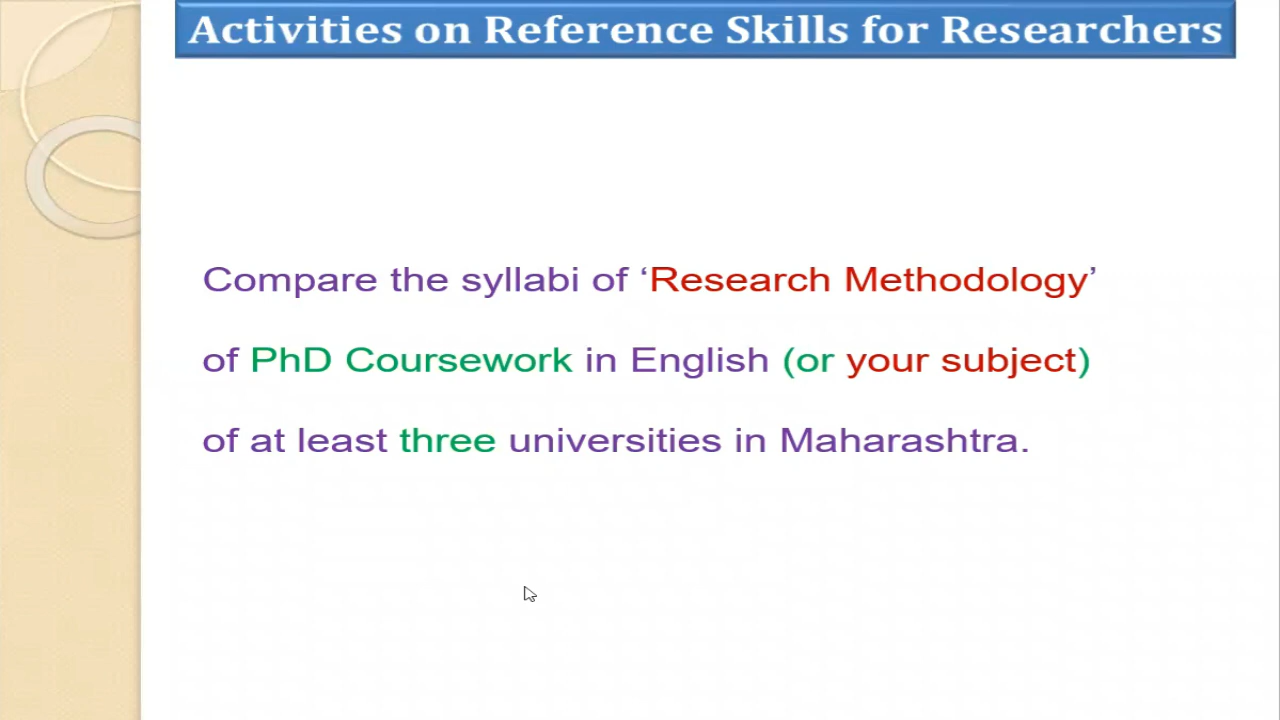 Activities on Reference Skills for Researchers
Compare the syllabi of ‘Research Methodology’
of PhD Coursework in English (or your subject)
of at least three universities in Maharashtra.